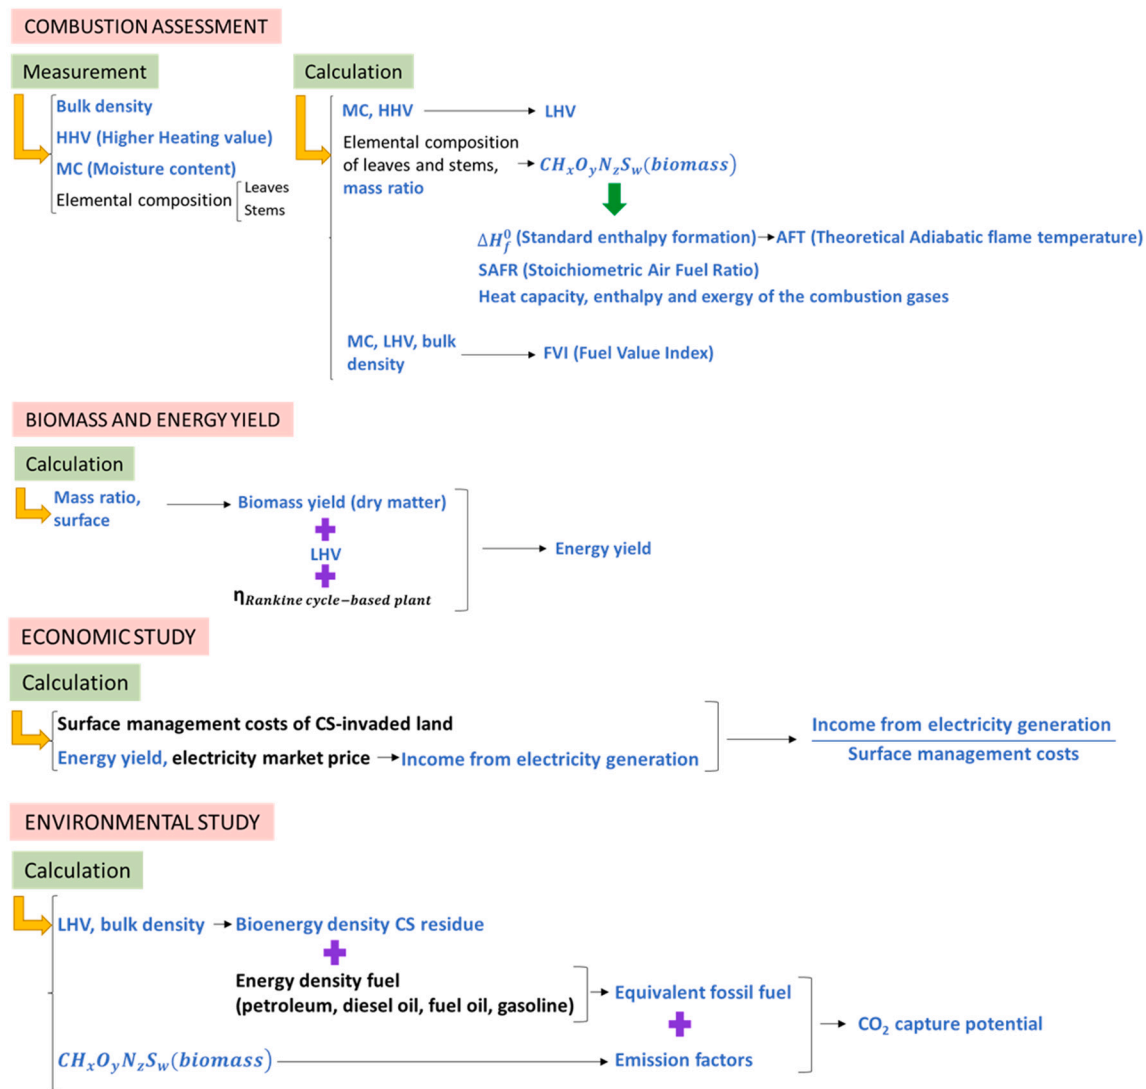 COMBUSTION ASSESSMENT
Measurement
Bulk density
HHV (Higher Heating value)
MC (Moisture content)
Elemental composition
Leaves
Stems
Calculation
MC, HHV
LHV
Elemental composition
of leaves and stems,
mass ratio
CHₓOᵧN𝓏S𝓌(biomass)
ΔH⁰f (Standard enthalpy formation)
AFT (Theoretical Adiabatic flame temperature)
SAFR (Stoichiometric Air Fuel Ratio)
Heat capacity, enthalpy and exergy of the combustion gases
MC, LHV, bulk
density
FVI (Fuel Value Index)
BIOMASS AND ENERGY YIELD
Calculation
Mass ratio,
surface
Biomass yield (dry matter)
LHV
ηRankine cycle−based plant
Energy yield
ECONOMIC STUDY
Calculation
Surface management costs of CS-invaded land
Energy yield, electricity market price
Income from electricity generation
Income from electricity generation
Surface management costs
ENVIRONMENTAL STUDY
Calculation
LHV, bulk density
Bioenergy density CS residue
Energy density fuel
(petroleum, diesel oil, fuel oil, gasoline)
Equivalent fossil fuel
CHₓOᵧN𝓏S𝓌(biomass)
Emission factors
CO₂ capture potential